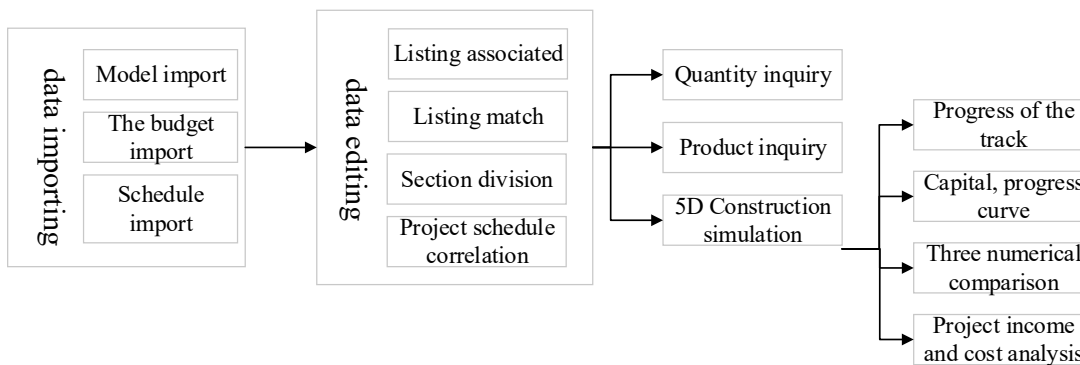 data importing
Model import
The budget
import
Schedule
import
data editing
Listing associated
Listing match
Section division
Project schedule
correlation
Quantity inquiry
Product inquiry
5D Construction
simulation
Progress of the
track
Capital, progress
curve
Three numerical
comparison
Project income
and cost analysis